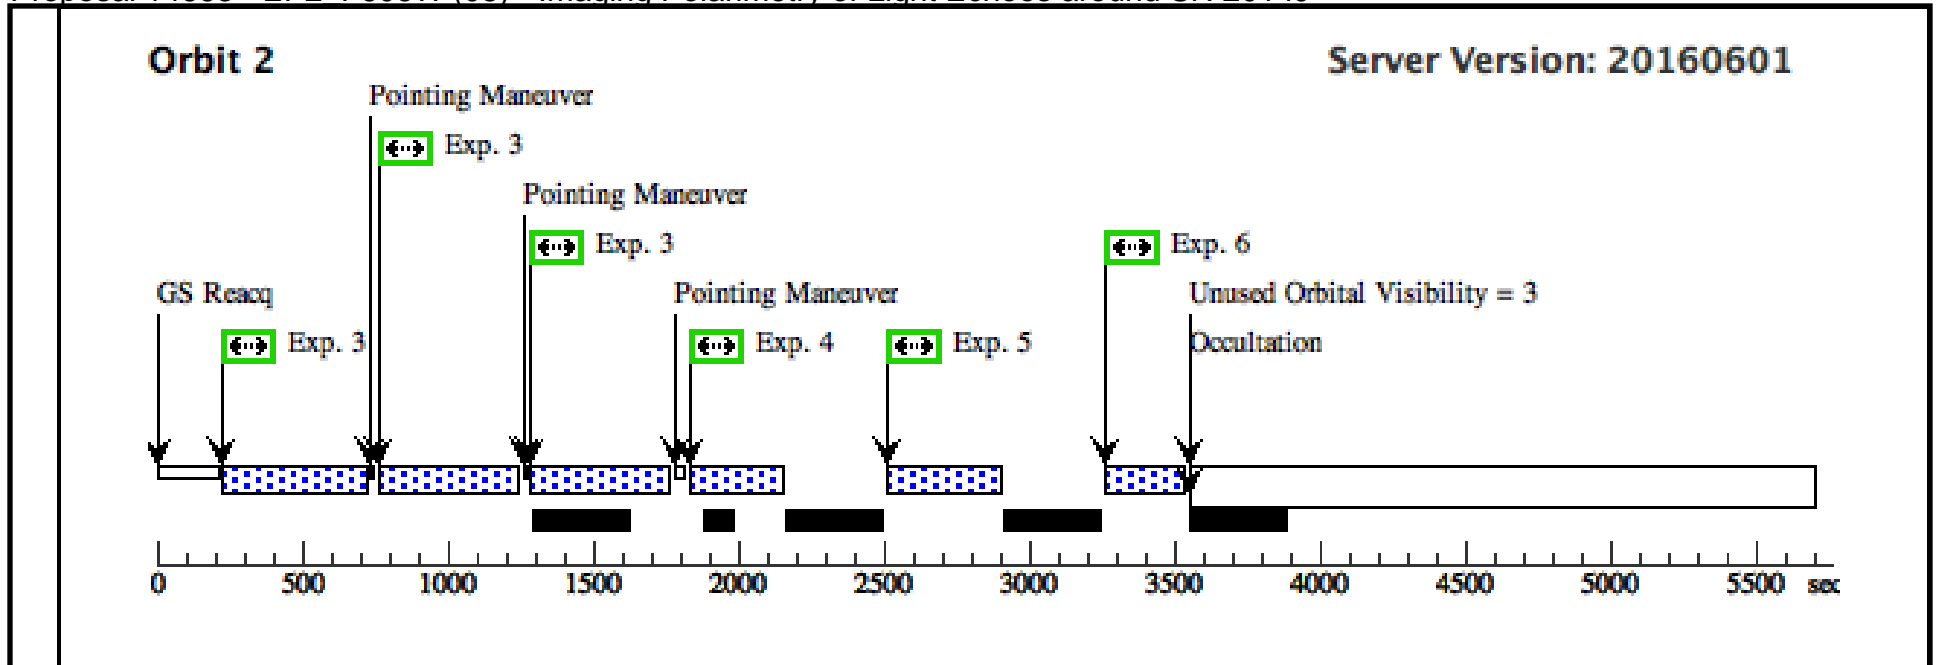 Orbit 2
Server Version: 20160601
Pointing Maneuver
Exp. 3
Pointing Maneuver
Exp. 3
Exp. 6
GS Reacq
Pointing Maneuver
Unused Orbital Visibility = 3
Exp. 3
Exp. 4
Exp. 5
Occultation
0 500 1000 1500 2000 2500 3000 3500 4000 4500 5000 5500 sec